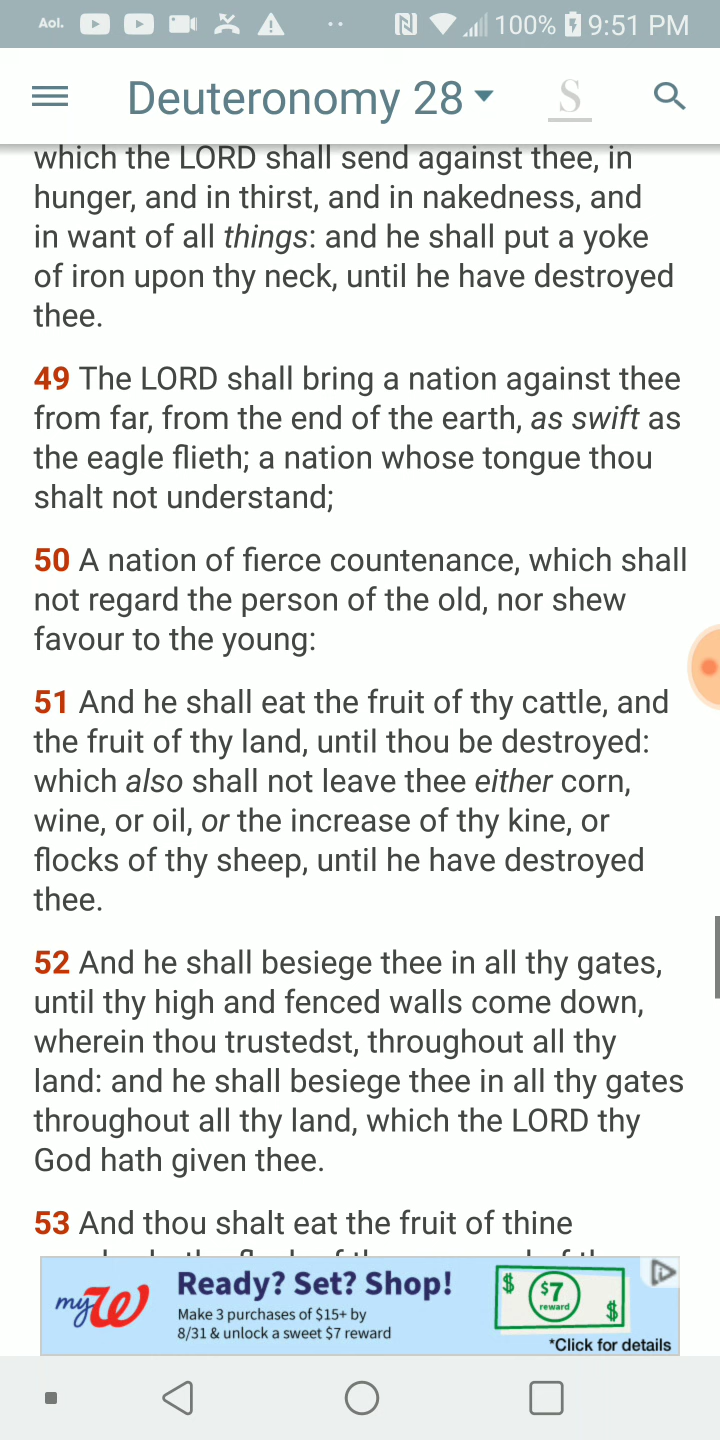 Aol. 100% 9:51 PM
Deuteronomy 28 S
which the LORD shall send against thee, in
hunger, and in thirst, and in nakedness, and
in want of all things: and he shall put a yoke
of iron upon thy neck, until he have destroyed
thee.
49 The LORD shall bring a nation against thee
from far, from the end of the earth, as swift as
the eagle flieth; a nation whose tongue thou
shalt not understand;
50 A nation of fierce countenance, which shall
not regard the person of the old, nor shew
favour to the young:
51 And he shall eat the fruit of thy cattle, and
the fruit of thy land, until thou be destroyed:
which also shall not leave thee either corn,
wine, or oil, or the increase of thy kine, or
flocks of thy sheep, until he have destroyed
thee.
52 And he shall besiege thee in all thy gates,
until thy high and fenced walls come down,
wherein thou trustedst, throughout all thy
land: and he shall besiege thee in all thy gates
throughout all thy land, which the LORD thy
God hath given thee.
53 And thou shalt eat the fruit of thine
myW
Ready? Set? Shop!
Make 3 purchases of $15+ by
8/31 & unlock a sweet $7 reward
$ $7 reward $
*Click for details